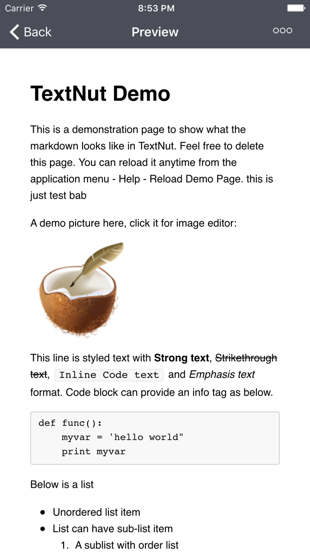 Carrier 8:53 PM
Back Preview ooo
TextNut Demo
This is a demonstration page to show what the
markdown looks like in TextNut. Feel free to delete
this page. You can reload it anytime from the
application menu - Help - Reload Demo Page. this is
just test bab
A demo picture here, click it for image editor:
This line is styled text with Strong text, Strikethrough
text, Inline Code text and Emphasis text
format. Code block can provide an info tag as below.
def func():
    myvar = 'hello world"
    print myvar
Below is a list
• Unordered list item
• List can have sub-list item
1. A sublist with order list